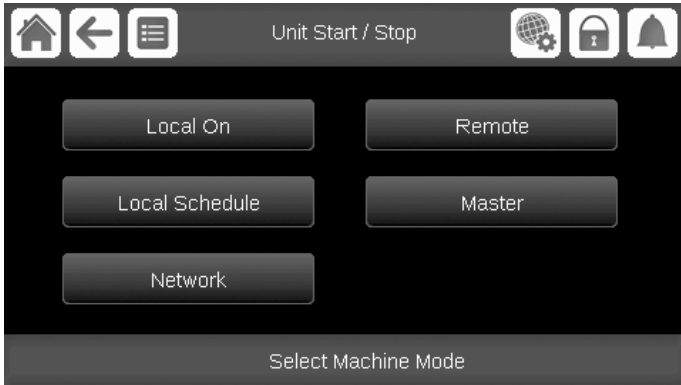 Unit Start / Stop
Local On
Remote
Local Schedule
Master
Network
Select Machine Mode